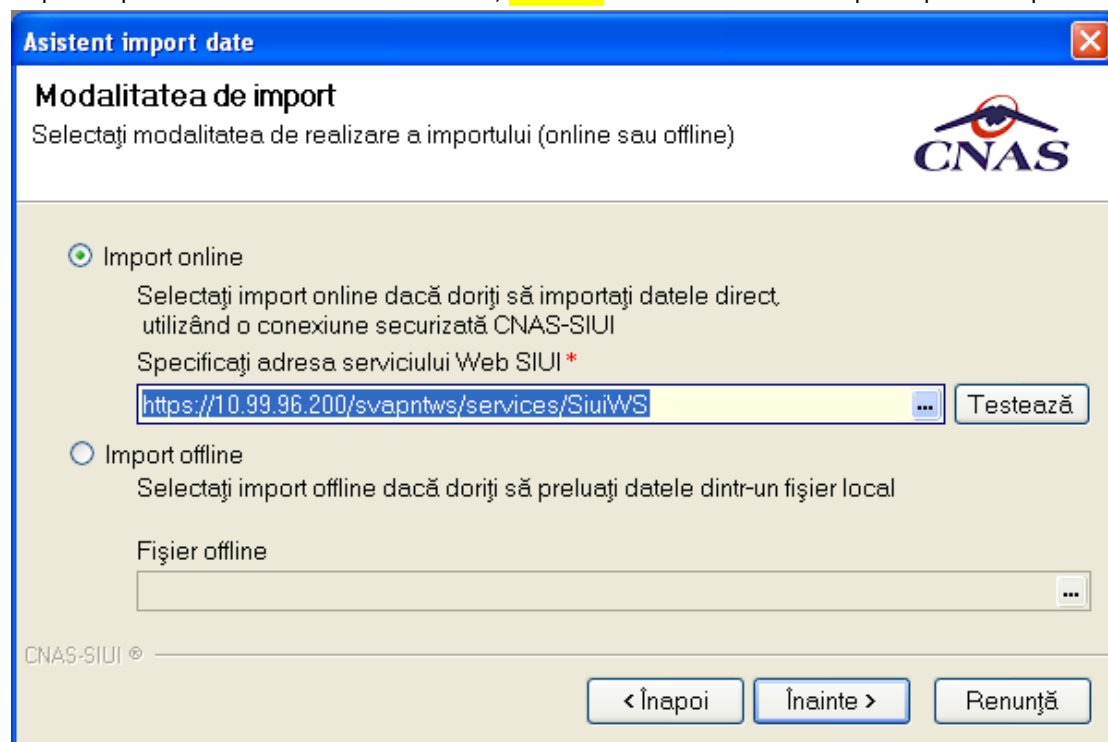 Asistent import date
Modalitatea de import
Selectaţi modalitatea de realizare a importului (online sau offline)
CNAS
Import online
Selectaţi import online dacă doriţi să importaţi datele direct,
utilizând o conexiune securizată CNAS-SIUI
Specificaţi adresa serviciului Web SIUI *
https://10.99.96.200/svapntws/services/SiuiWS ... Testează
Import offline
Selectaţi import offline dacă doriţi să preluaţi datele dintr-un fişier local
Fişier offline
...
CNAS-SIUI ®
< Înapoi Înainte > Renunţă